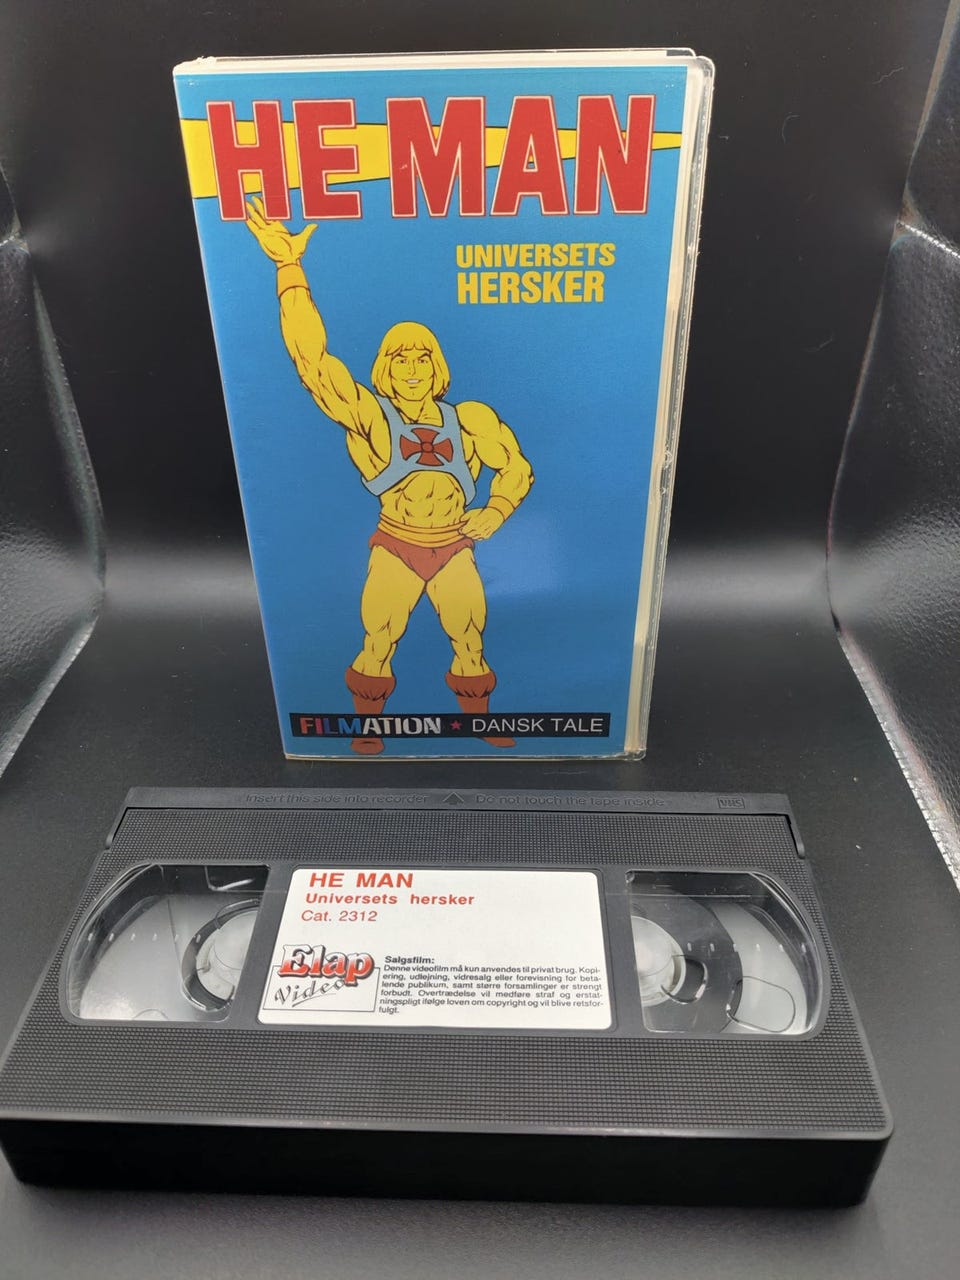 HE MAN
UNIVERSETS
HERSKER
FILMATION ★ DANSK TALE
Insert this side into recorder Do not touch the tape inside VHS
HE MAN
Universets hersker
Cat. 2312
Elap
Video
Salgsfilm:
Denne videofilm må kun anvendes til privat brug. Kopi-
ering, udlejning, vidresalg eller forevisning for beta-
lende publikum, samt større forsamlinger er strengt
forbudt. Overtrædelse vil medføre straf og erstat-
ningspligt ifølge loven om copyright og vil blive retsfor-
fulgt.